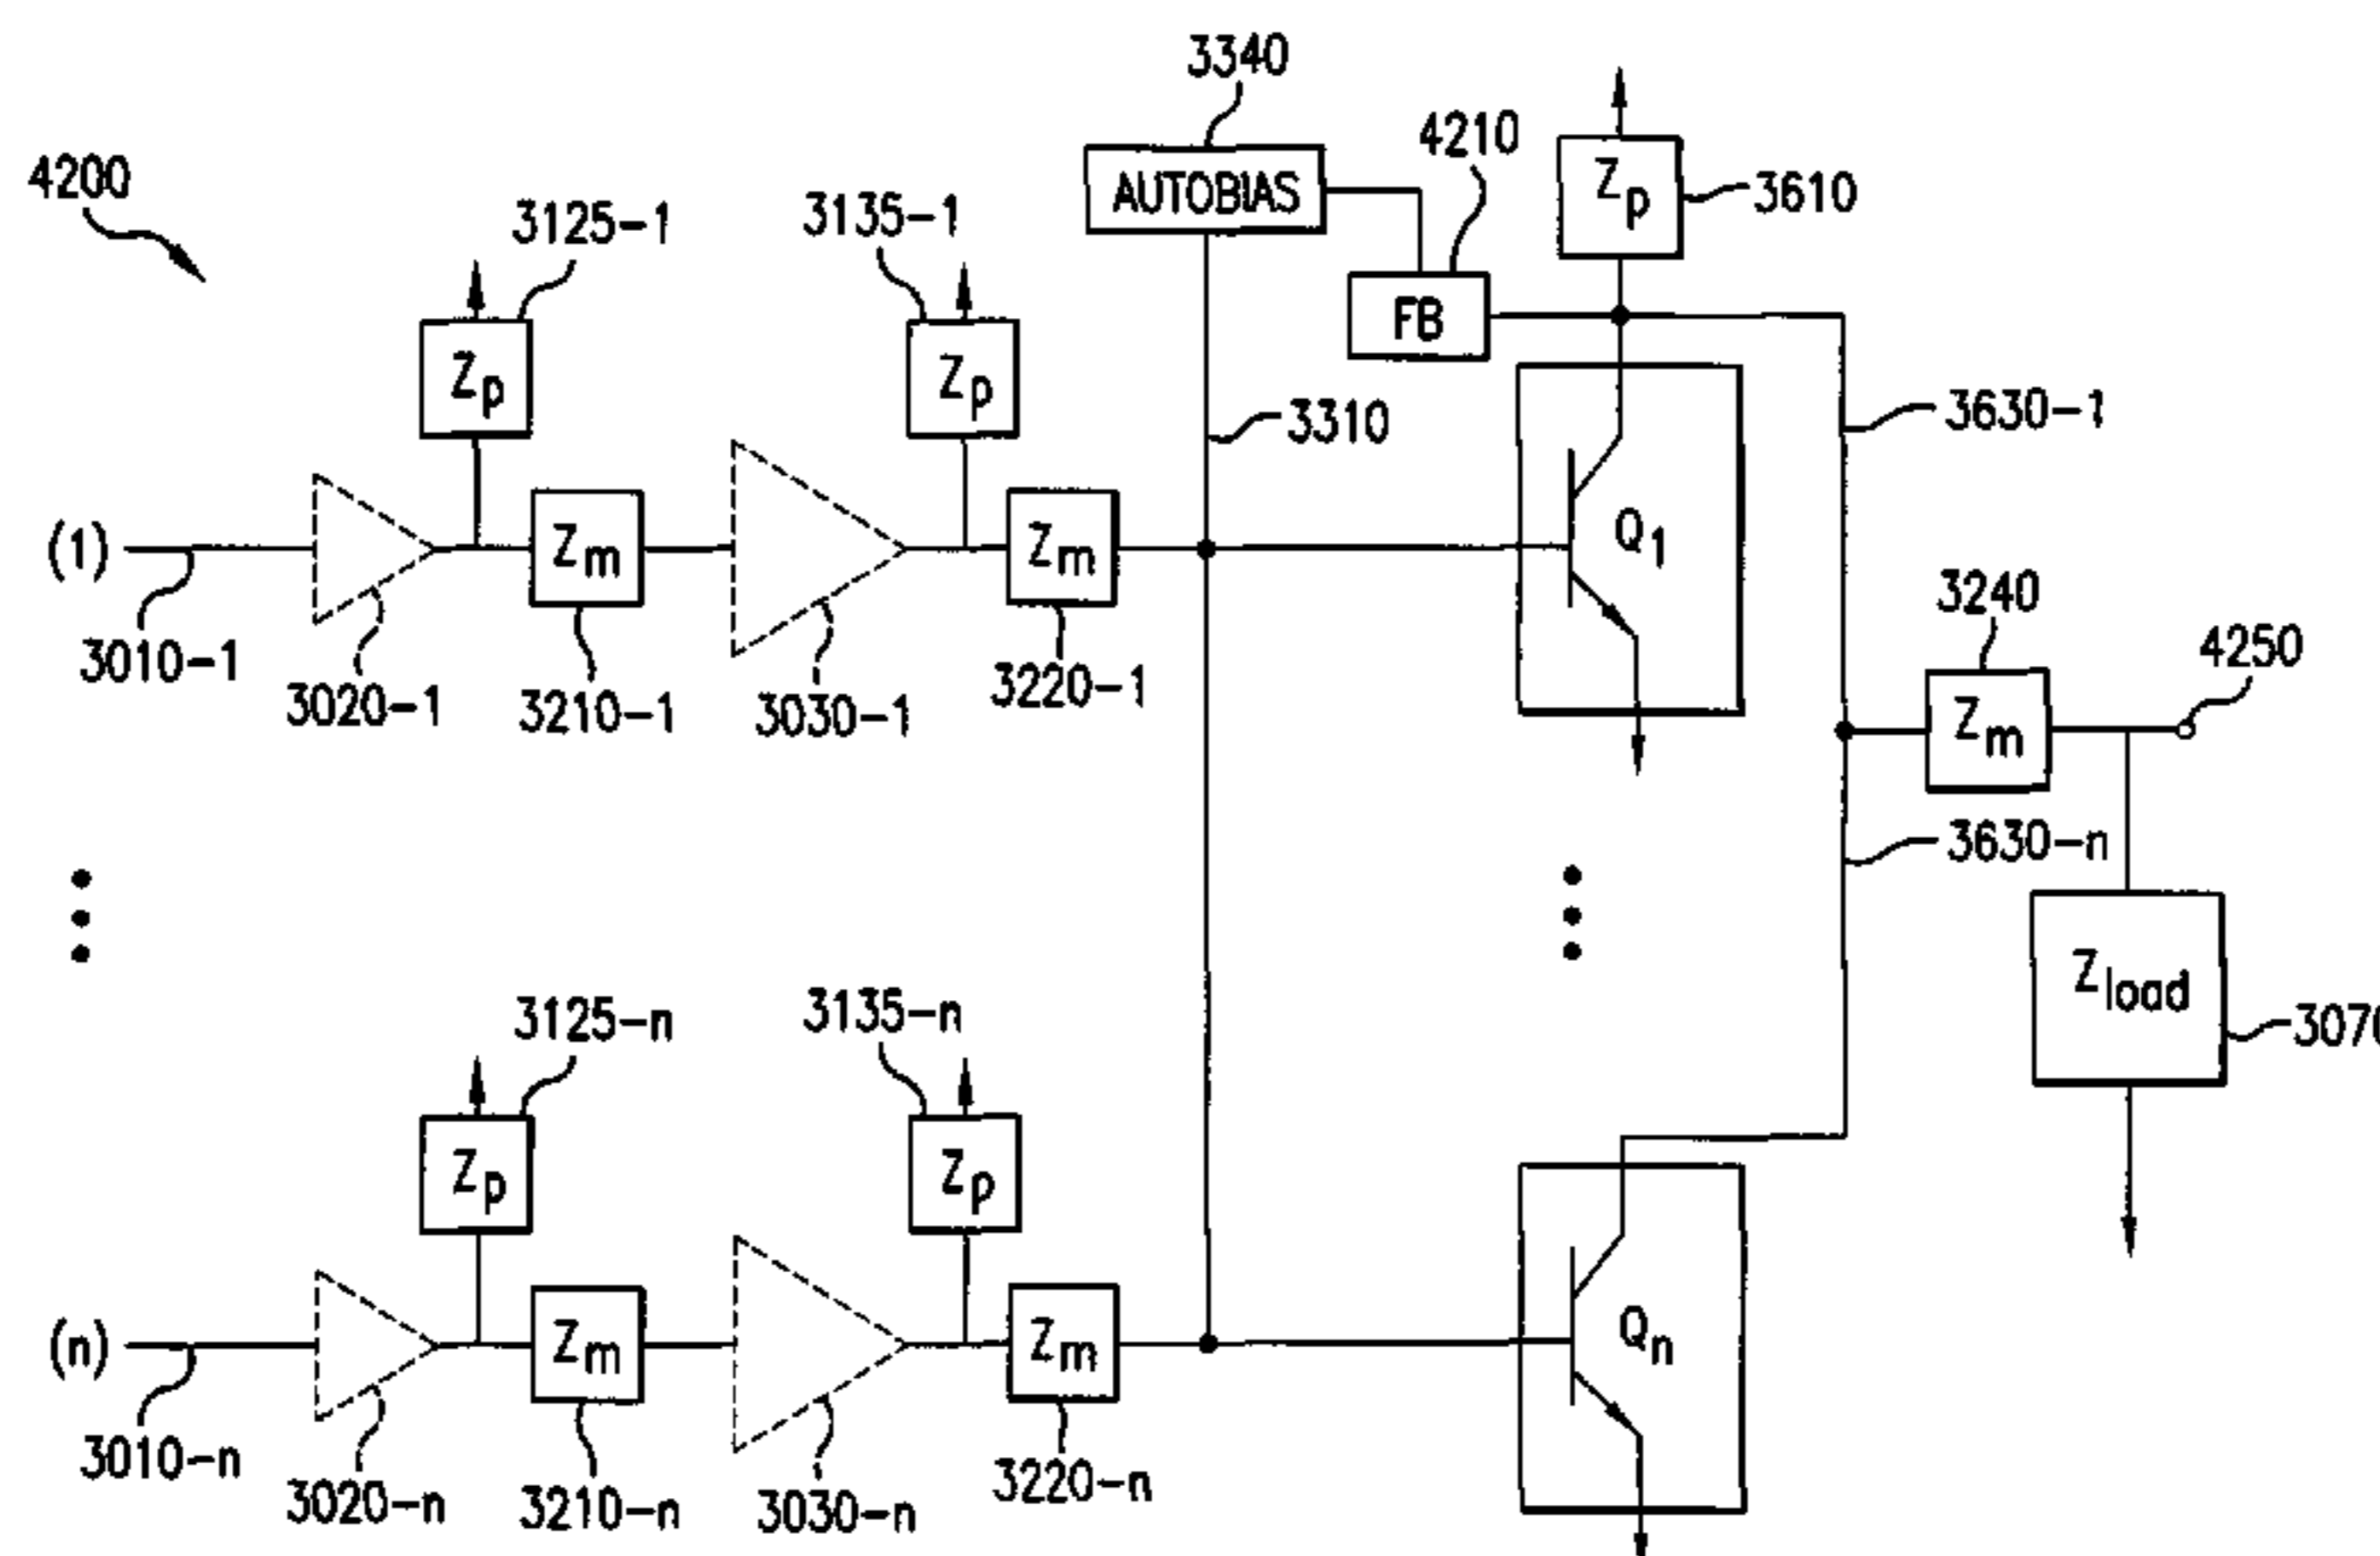 3340
4210
4200
3125-1
3135-1
AUTOBIAS
Zp
3610
FB
Zp
Zp
3310
3630-1
(1)
Zm
Zm
Q1
3010-1
3020-1
3210-1
3030-1
3220-1
3240
4250
Zm
3630-n
Zload
3070
3125-n
3135-n
Zp
Zp
(n)
Zm
Zm
Qn
3010-n
3020-n
3210-n
3030-n
3220-n